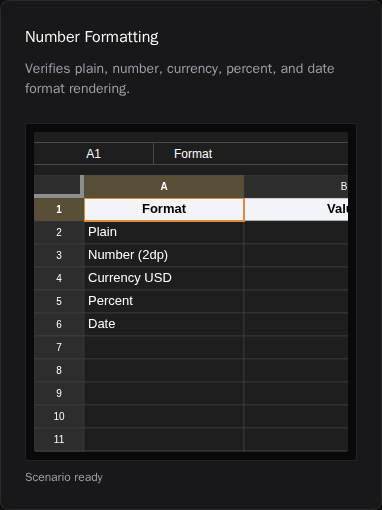 Number Formatting
Verifies plain, number, currency, percent, and date
format rendering.
A1 Format
A B
1 Format
2 Plain
3 Number (2dp)
4 Currency USD
5 Percent
6 Date
7
8
9
10
11
Scenario ready